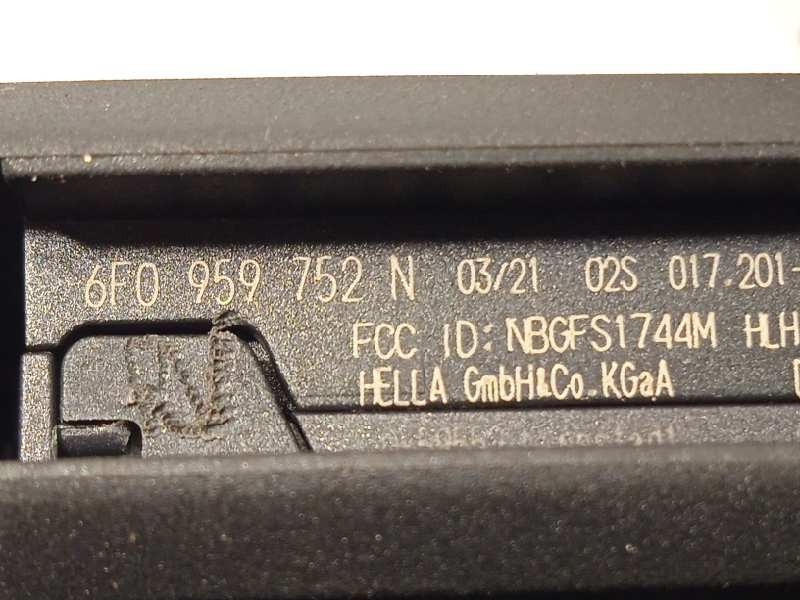 6F0 959 752 N 03/21 02S 017.201-
FCC ID: NBGFS1744M HLH
HELLA GmbH&Co.KGaA